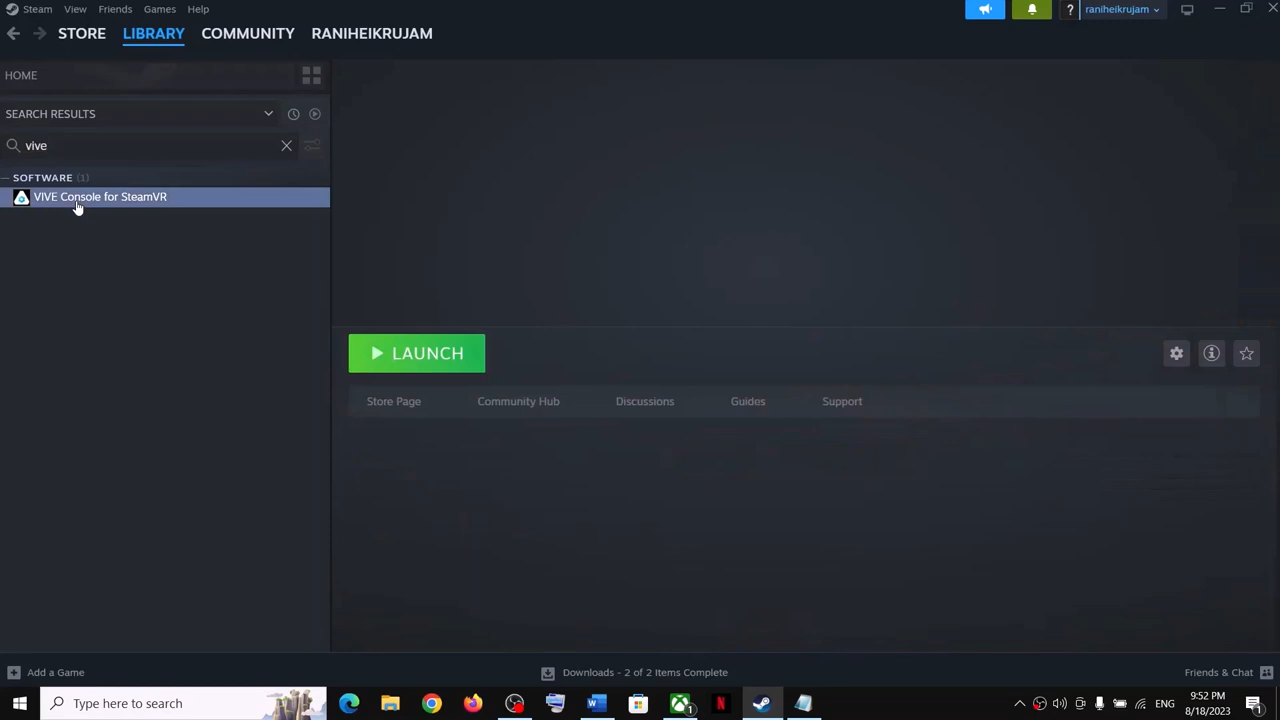 Steam View Friends Games Help raniheikrujam
STORE LIBRARY COMMUNITY RANIHEIKRUJAM
HOME
SEARCH RESULTS
vive
SOFTWARE (1)
VIVE Console for SteamVR
LAUNCH
Store Page Community Hub Discussions Guides Support
Add a Game Downloads - 2 of 2 Items Complete Friends & Chat
Type here to search 1 ENG 9:52 PM
8/18/2023 1